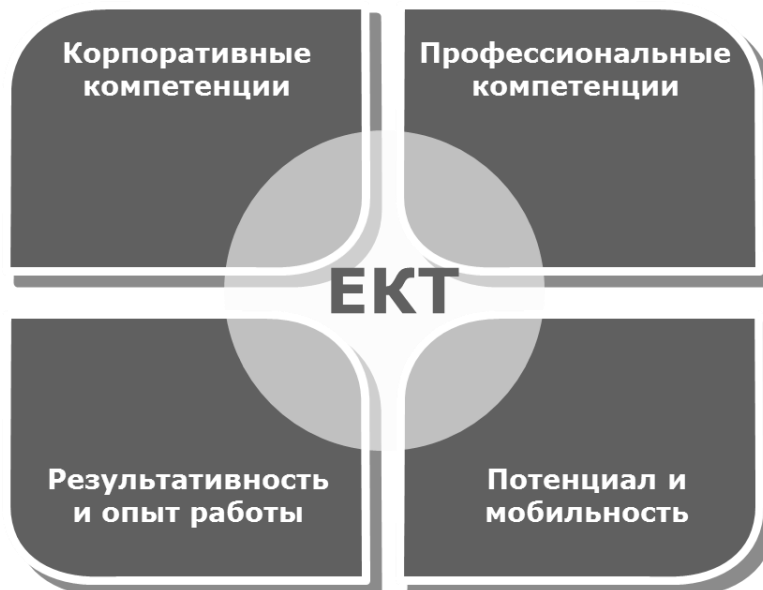 Корпоративные
компетенции
Профессиональные
компетенции
ЕКТ
Результативность
и опыт работы
Потенциал и
мобильность